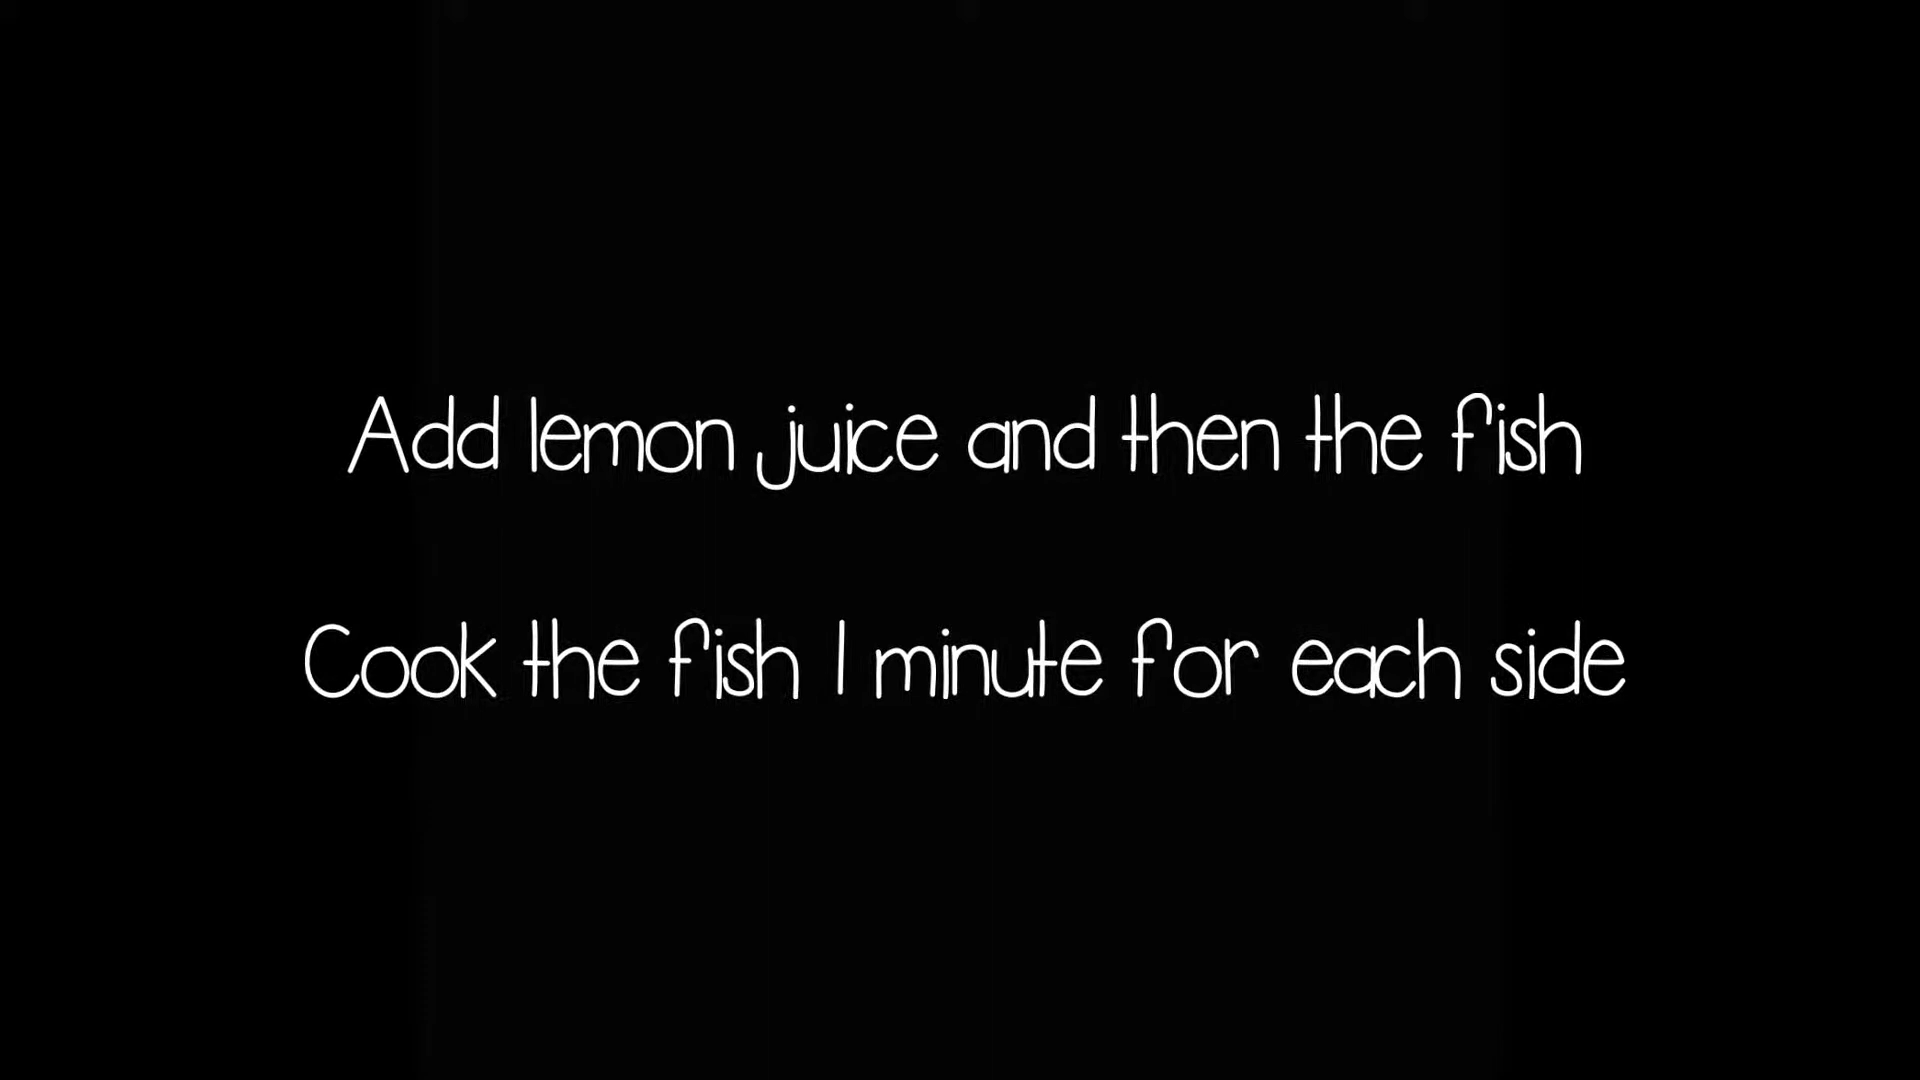 Add lemon juice and then the fish
Cook the fish 1 minute for each side